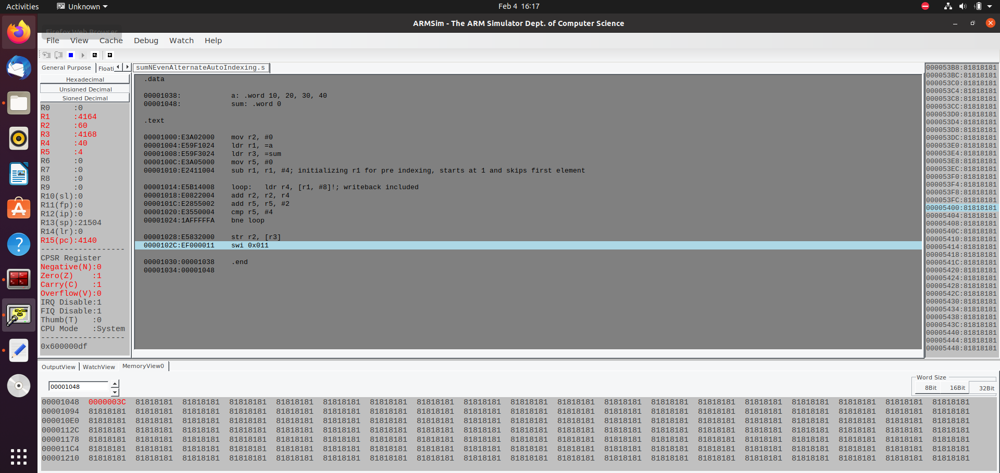 Activities
Unknown
Feb 4 16:17
ARMSim - The ARM Simulator Dept. of Computer Science
Firefox Web Browser
File View Cache Debug Watch Help
General Purpose Floati
sumNEvenAlternateAutoIndexing.s
Hexadecimal
Unsigned Decimal
Signed Decimal
R0 :0
R1 :4164
R2 :60
R3 :4168
R4 :40
R5 :4
R6 :0
R7 :0
R8 :0
R9 :0
R10(sl):0
R11(fp):0
R12(ip):0
R13(sp):21504
R14(lr):0
R15(pc):4140
------------------
CPSR Register
Negative(N):0
Zero(Z) :1
Carry(C) :1
Overflow(V):0
IRQ Disable:1
FIQ Disable:1
Thumb(T) :0
CPU Mode :System
------------------
0x600000df
.data
00001038: a: .word 10, 20, 30, 40
00001048: sum: .word 0
.text
00001000:E3A02000 mov r2, #0
00001004:E59F1024 ldr r1, =a
00001008:E59F3024 ldr r3, =sum
0000100C:E3A05000 mov r5, #0
00001010:E2411004 sub r1, r1, #4; initializing r1 for pre indexing, starts at 1 and skips first element
00001014:E5B14008 loop: ldr r4, [r1, #8]!; writeback included
00001018:E0822004 add r2, r2, r4
0000101C:E2855002 add r5, r5, #2
00001020:E3550004 cmp r5, #4
00001024:1AFFFFFA bne loop
00001028:E5832000 str r2, [r3]
0000102C:EF000011 swi 0x011
00001030:00001038 .end
00001034:00001048
000053B8:81818181
000053BC:81818181
000053C0:81818181
000053C4:81818181
000053C8:81818181
000053CC:81818181
000053D0:81818181
000053D4:81818181
000053D8:81818181
000053DC:81818181
000053E0:81818181
000053E4:81818181
000053E8:81818181
000053EC:81818181
000053F0:81818181
000053F4:81818181
000053F8:81818181
000053FC:81818181
00005400:81818181
00005404:81818181
00005408:81818181
0000540C:81818181
00005410:81818181
00005414:81818181
00005418:81818181
0000541C:81818181
00005420:81818181
00005424:81818181
00005428:81818181
0000542C:81818181
00005430:81818181
00005434:81818181
00005438:81818181
0000543C:81818181
00005440:81818181
00005444:81818181
00005448:81818181
OutputView WatchView MemoryView0
00001048
Word Size
8Bit 16Bit 32Bit
00001048 0000003C 81818181 81818181 81818181 81818181 81818181 81818181 81818181 81818181 81818181 81818181 81818181 81818181 81818181 81818181 81818181 81818181 81818181 81818181
00001094 81818181 81818181 81818181 81818181 81818181 81818181 81818181 81818181 81818181 81818181 81818181 81818181 81818181 81818181 81818181 81818181 81818181 81818181 81818181
000010E0 81818181 81818181 81818181 81818181 81818181 81818181 81818181 81818181 81818181 81818181 81818181 81818181 81818181 81818181 81818181 81818181 81818181 81818181 81818181
0000112C 81818181 81818181 81818181 81818181 81818181 81818181 81818181 81818181 81818181 81818181 81818181 81818181 81818181 81818181 81818181 81818181 81818181 81818181 81818181
00001178 81818181 81818181 81818181 81818181 81818181 81818181 81818181 81818181 81818181 81818181 81818181 81818181 81818181 81818181 81818181 81818181 81818181 81818181 81818181
000011C4 81818181 81818181 81818181 81818181 81818181 81818181 81818181 81818181 81818181 81818181 81818181 81818181 81818181 81818181 81818181 81818181 81818181 81818181 81818181
00001210 81818181 81818181 81818181 81818181 81818181 81818181 81818181 81818181 81818181 81818181 81818181 81818181 81818181 81818181 81818181 81818181 81818181 81818181 81818181